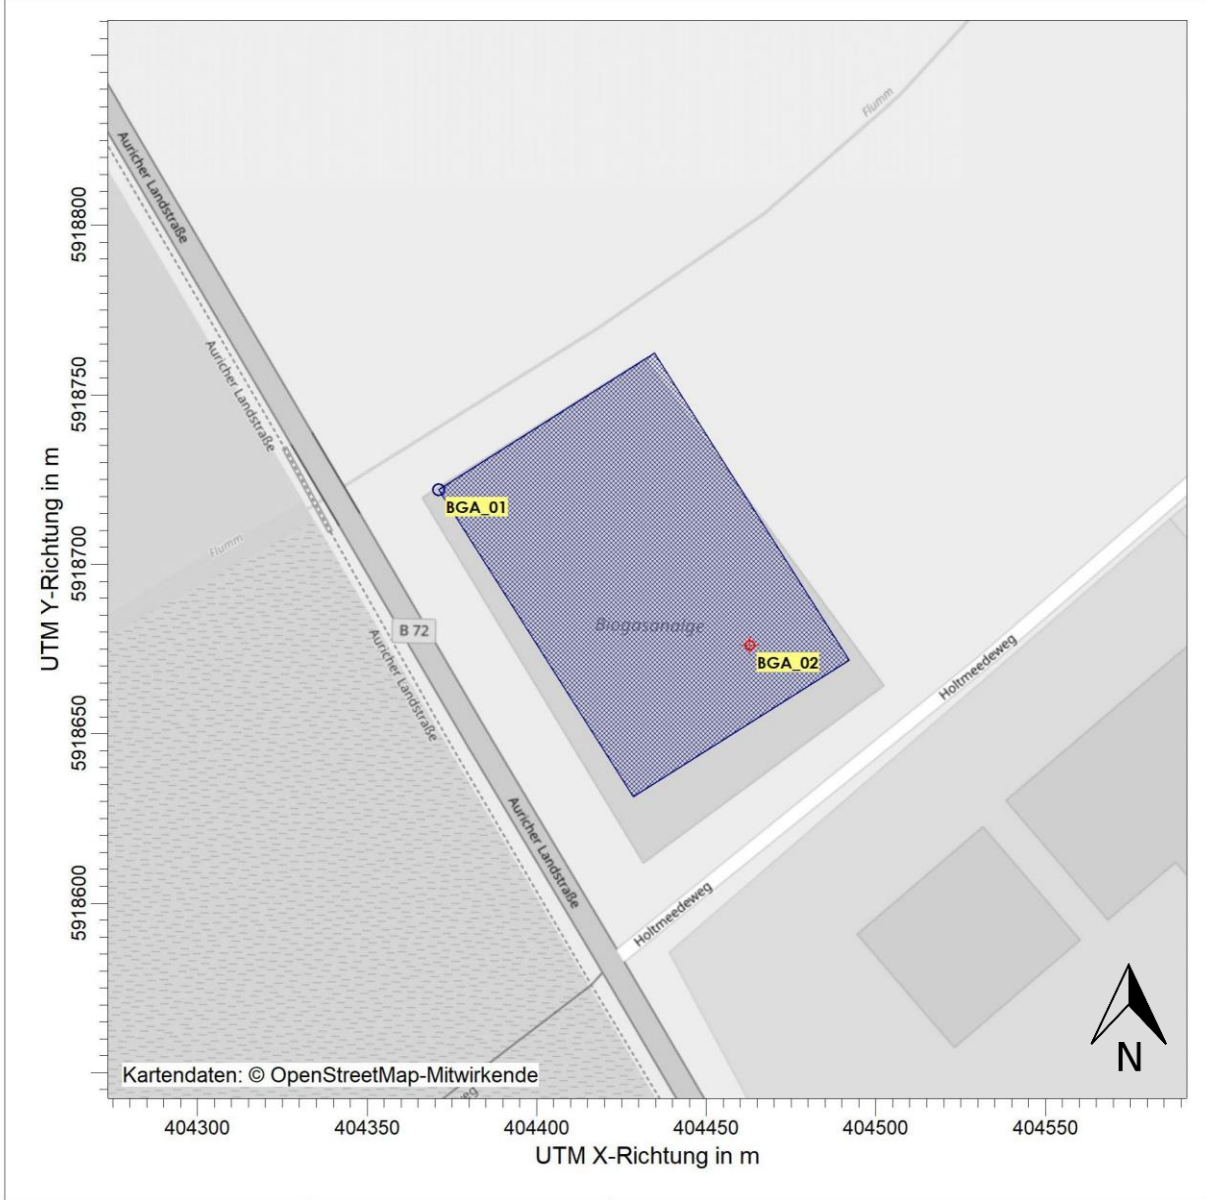 Flumm
Auricher Landstraße
5918800
Auricher Landstraße
5918750
BGA_01
5918700
Flumm
UTM Y-Richtung in m
B 72
Biogasanalge
BGA_02
Auricher Landstraße
Holtmeedeweg
5918650
Auricher Landstraße
5918600
Holtmeedeweg
N
Kartendaten: © OpenStreetMap-Mitwirkende
eg
404300
404350
404400
404450
404500
404550
UTM X-Richtung in m